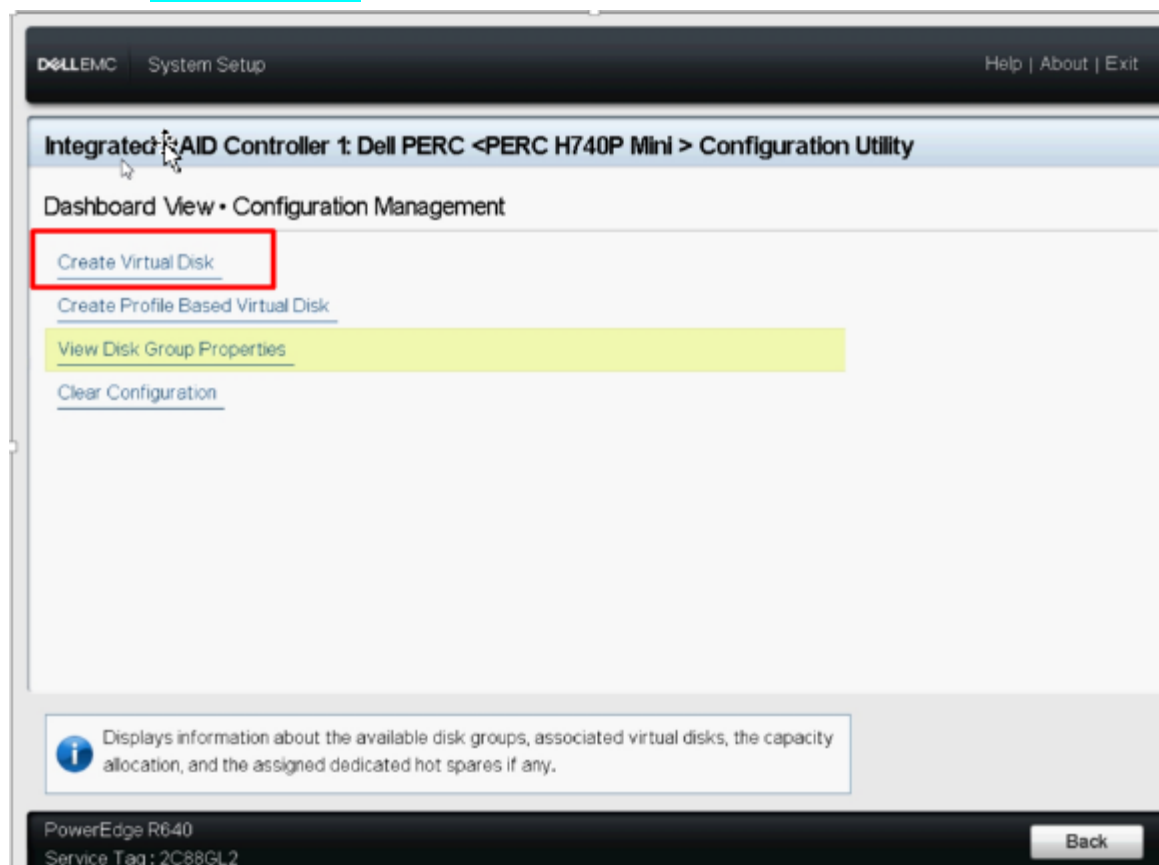 DELLEMC System Setup Help | About | Exit
Integrated RAID Controller 1: Dell PERC <PERC H740P Mini > Configuration Utility
Dashboard View • Configuration Management
Create Virtual Disk
Create Profile Based Virtual Disk
View Disk Group Properties
Clear Configuration
Displays information about the available disk groups, associated virtual disks, the capacity
allocation, and the assigned dedicated hot spares if any.
PowerEdge R640
Service Tag : 2C88GL2
Back